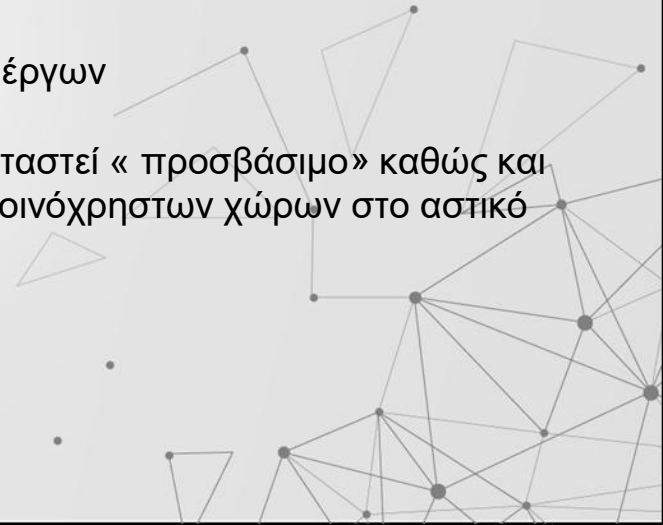 έργων
ταστεί « προσβάσιμο» καθώς και
οινόχρηστων χώρων στο αστικό